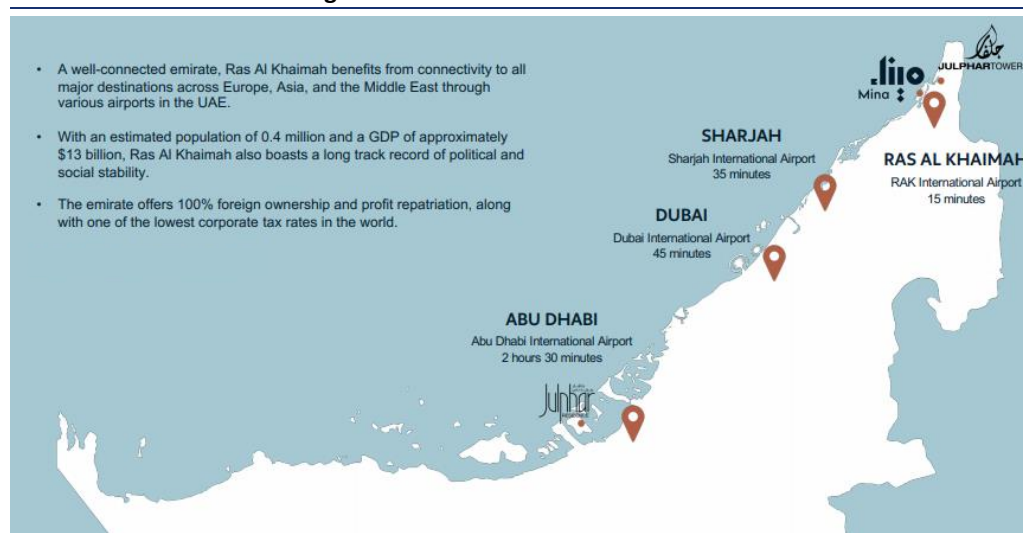 • A well-connected emirate, Ras Al Khaimah benefits from connectivity to all
major destinations across Europe, Asia, and the Middle East through
various airports in the UAE.
• With an estimated population of 0.4 million and a GDP of approximately
$13 billion, Ras Al Khaimah also boasts a long track record of political and
social stability.
• The emirate offers 100% foreign ownership and profit repatriation, along
with one of the lowest corporate tax rates in the world.
جلفار
JULPHARTOWER
ميناء
Mina
SHARJAH
Sharjah International Airport
35 minutes
RAS AL KHAIMAH
RAK International Airport
15 minutes
DUBAI
Dubai International Airport
45 minutes
ABU DHABI
Abu Dhabi International Airport
2 hours 30 minutes
Julphar